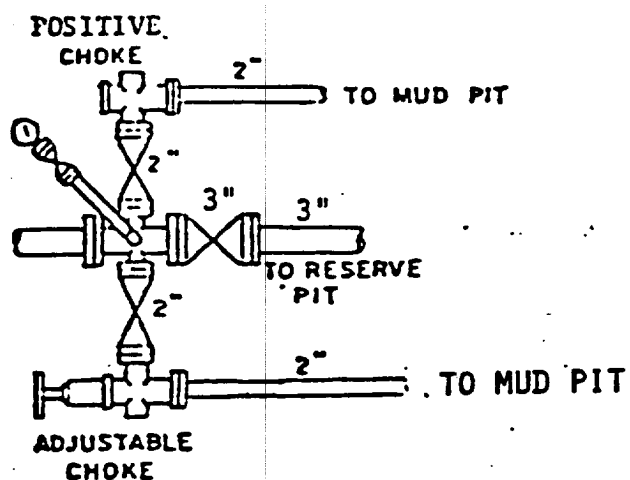 POSITIVE
CHOKE
2"
TO MUD PIT
2"
3"
3"
TO RESERVE
PIT
2"
2"
TO MUD PIT
ADJUSTABLE
CHOKE